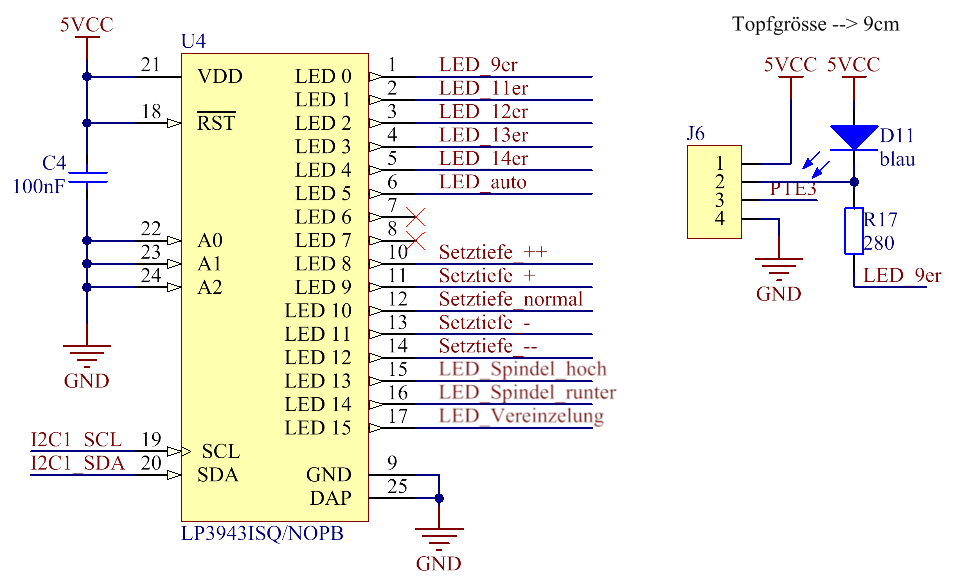 Topfgrösse --> 9cm
5VCC
U4
21 VDD
18 RST
C4
100nF
22 A0
23 A1
24 A2
GND
I2C1_SCL 19 SCL
I2C1_SDA 20 SDA
LED 0 1 LED_9er
LED 1 2 LED_11er
LED 2 3 LED_12er
LED 3 4 LED_13er
LED 4 5 LED_14er
LED 5 6 LED_auto
LED 6 7
LED 7 8
LED 8 10 Setztiefe_++
LED 9 11 Setztiefe_+
LED 10 12 Setztiefe_normal
LED 11 13 Setztiefe_-
LED 12 14 Setztiefe_--
LED 13 15 LED_Spindel_hoch
LED 14 16 LED_Spindel_runter
LED 15 17 LED_Vereinzelung
GND 9
DAP 25
LP3943ISQ/NOPB
GND
5VCC 5VCC
J6
1
2
3
4
PTE3
D11
blau
R17
280
LED_9er
GND